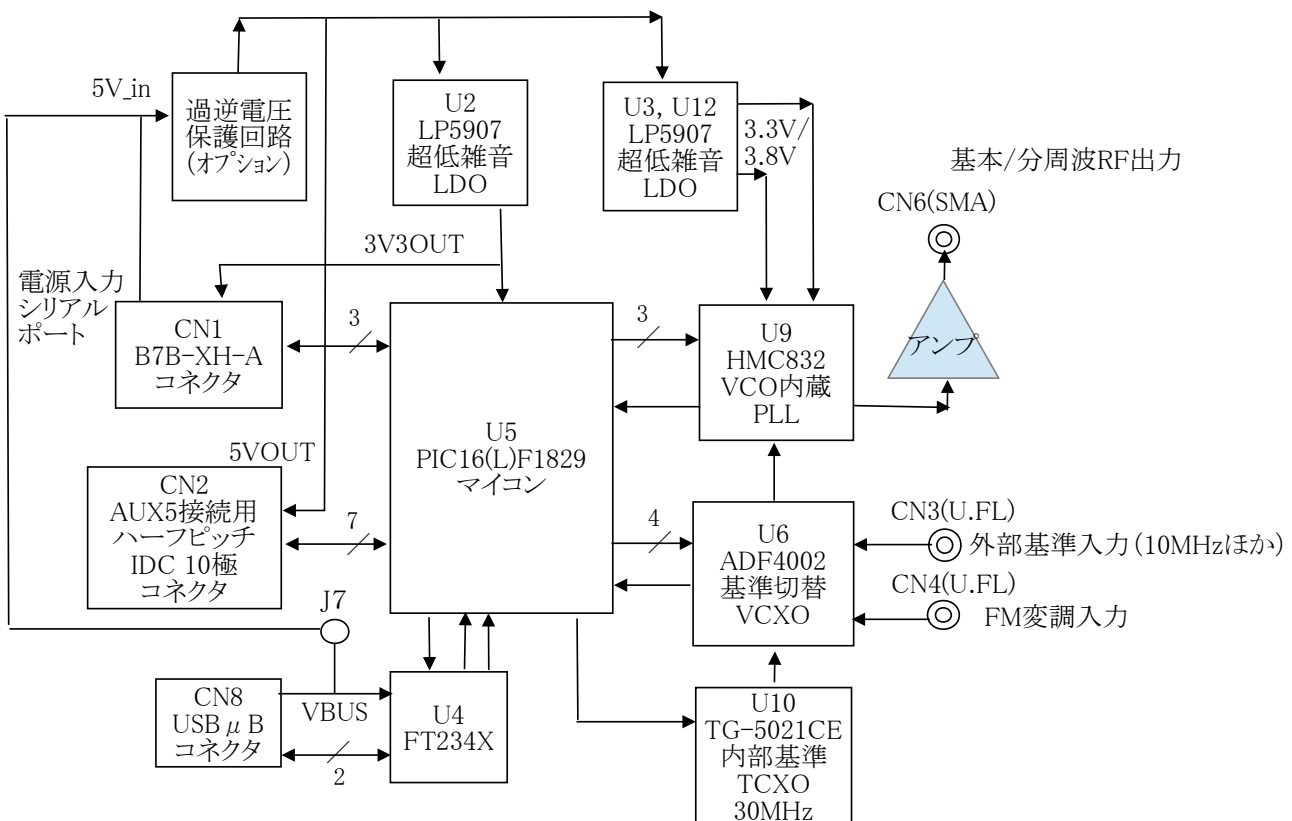 5V_in
過逆電圧
保護回路
(オプション)
U2
LP5907
超低雑音
LDO
U3, U12
LP5907
超低雑音
LDO
3.3V/
3.8V
基本/分周波RF出力
CN6(SMA)
アンプ
3V3OUT
電源入力
シリアル
ポート
CN1
B7B-XH-A
コネクタ
3
3
U9
HMC832
VCO内蔵
PLL
U5
PIC16(L)F1829
マイコン
5VOUT
CN2
AUX5接続用
ハーフピッチ
IDC 10極
コネクタ
7
4
U6
ADF4002
基準切替
VCXO
CN3(U.FL)
外部基準入力(10MHzほか)
CN4(U.FL)
FM変調入力
J7
CN8
USBμB
コネクタ
VBUS
2
U4
FT234X
U10
TG-5021CE
内部基準
TCXO
30MHz